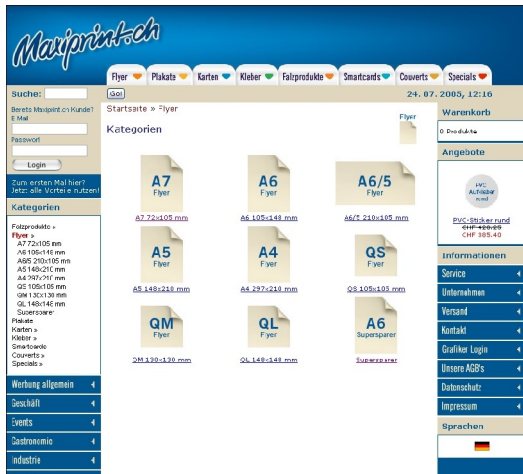 Maxiprint.ch
Flyer Plakate Karten Kleber Falzprodukte Smartcards Couverts Specials
Suche:
Go!
24. 07. 2005, 12:16
Bereits Maxiprint.ch Kunde?
E Mail
Passwort
Login
Zum ersten Mal hier?
Jetzt alle Vorteile nutzen!
Kategorien
Falzprodukte »
Flyer »
A7 72x105 mm
A6 105x148 mm
A6/5 210x105 mm
A5 148x210 mm
A4 297x210 mm
QS 105x105 mm
QM 130x130 mm
QL 148x148 mm
Supersparer
Plakate
Karten »
Kleber »
Smartcards
Couverts »
Specials »
Werbung allgemein
Geschäft
Events
Gastronomie
Industrie
Startseite » Flyer
Kategorien
Flyer
A7
Flyer
A7 72x105 mm
A6
Flyer
A6 105x148 mm
A6/5
Flyer
A6/5 210x105 mm
A5
Flyer
A5 148x210 mm
A4
Flyer
A4 297x210 mm
QS
Flyer
QS 105x105 mm
QM
Flyer
QM 130x130 mm
QL
Flyer
QL 148x148 mm
A6
Supersparer
Supersparer
Warenkorb
0 Produkte
Angebote
PVC
Aufkleber
rund
PVC-Sticker rund
CHF 428.25
CHF 385.40
Informationen
Service
Unternehmen
Versand
Kontakt
Grafiker Login
Unsere AGB's
Datenschutz
Impressum
Sprachen